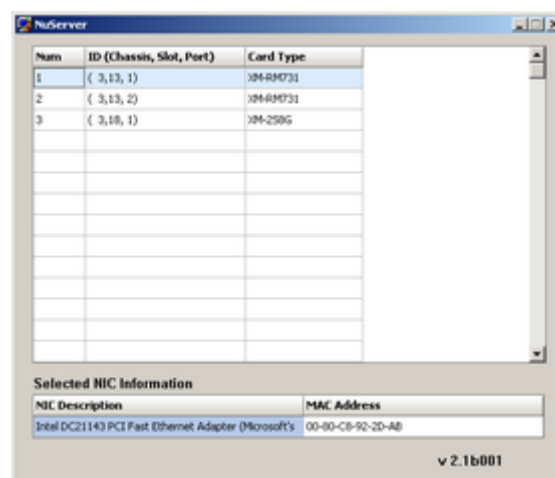 NuServer
Num ID (Chassis, Slot, Port) Card Type
1 ( 3,13, 1) XM-RM731
2 ( 3,13, 2) XM-RM731
3 ( 3,18, 1) XM-2S8G
Selected NIC Information
NIC Description MAC Address
Intel DC21143 PCI Fast Ethernet Adapter (Microsoft's 00-80-C8-92-2D-AB
v 2.1b001